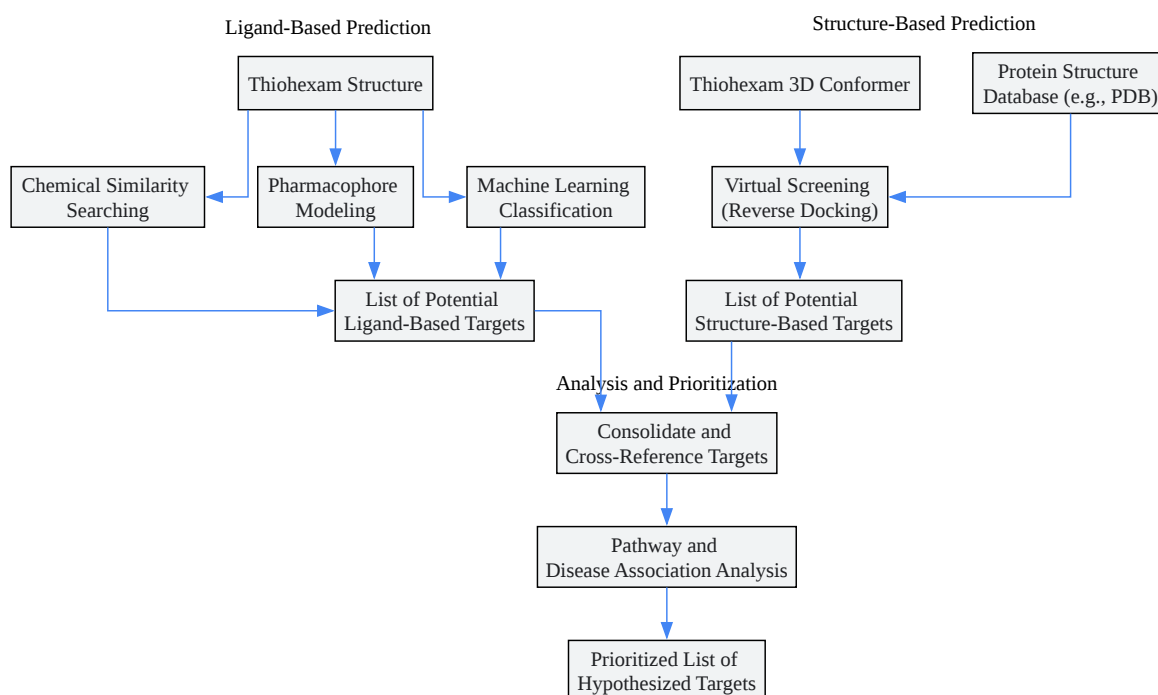 Ligand-Based Prediction
Structure-Based Prediction
Thiohexam Structure
Thiohexam 3D Conformer
Protein Structure
Database (e.g., PDB)
Chemical Similarity
Searching
Pharmacophore
Modeling
Machine Learning
Classification
Virtual Screening
(Reverse Docking)
List of Potential
Ligand-Based Targets
List of Potential
Structure-Based Targets
Analysis and Prioritization
Consolidate and
Cross-Reference Targets
Pathway and
Disease Association Analysis
Prioritized List of
Hypothesized Targets